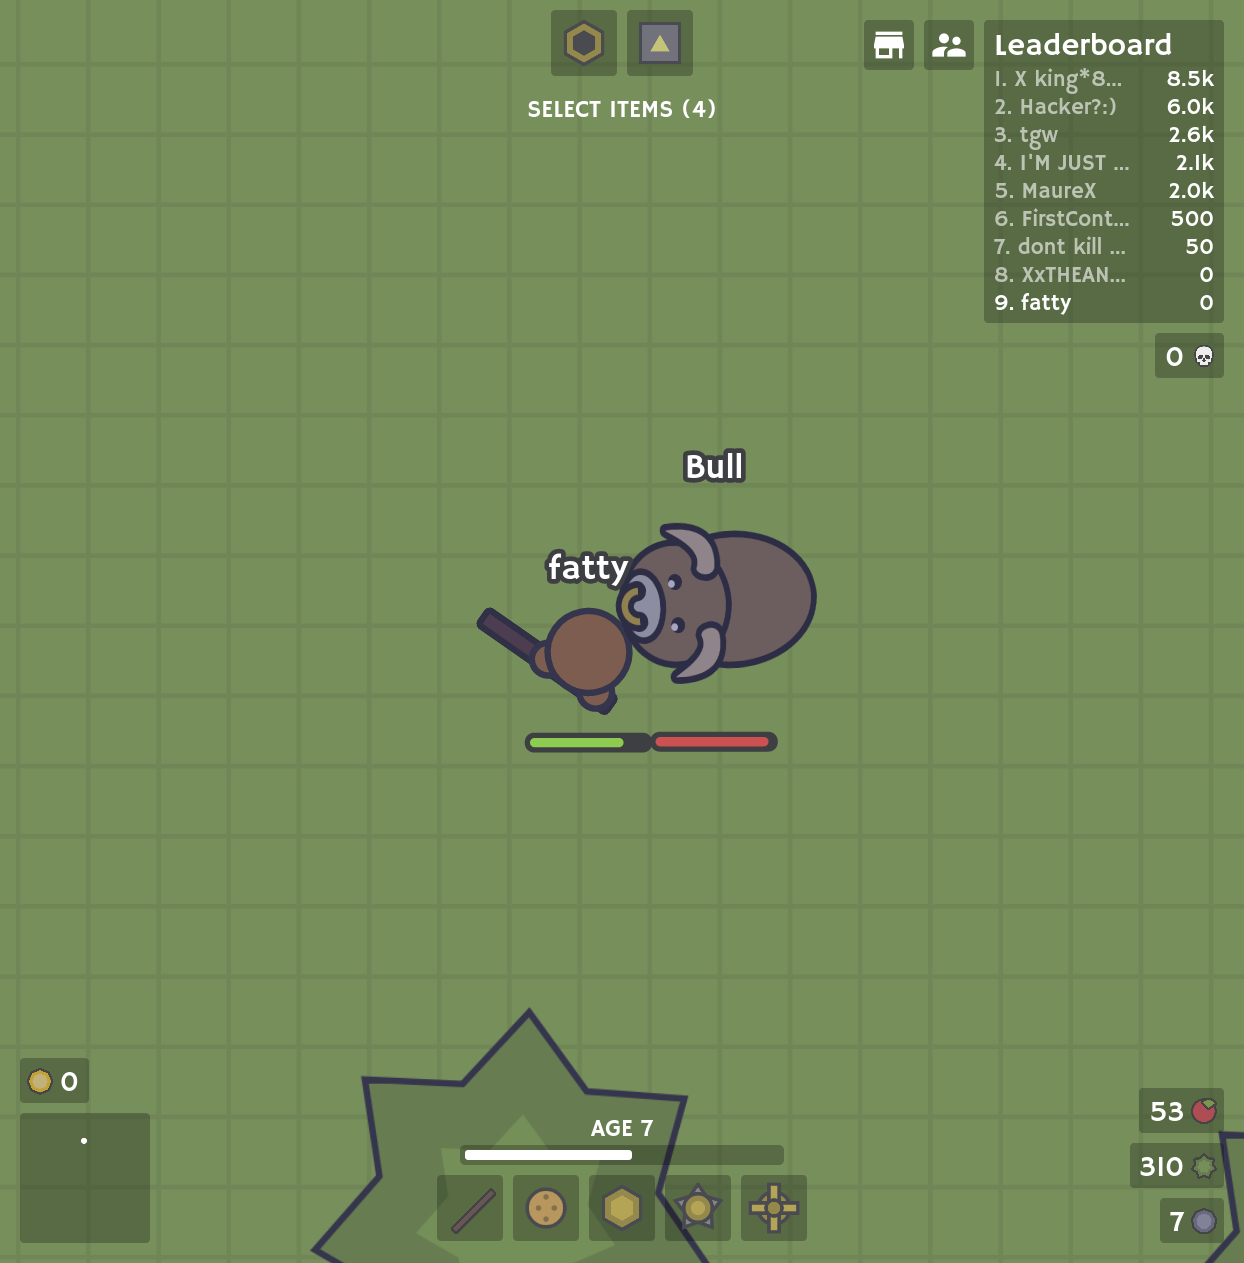 SELECT ITEMS (4)
Leaderboard
1. X king*8... 8.5k
2. Hacker?:) 6.0k
3. tgw 2.6k
4. I'M JUST ... 2.1k
5. MaureX 2.0k
6. FirstCont... 500
7. dont kill ... 50
8. XxTHEAN... 0
9. fatty 0
0
Bull
fatty
0
AGE 7
53
310
7